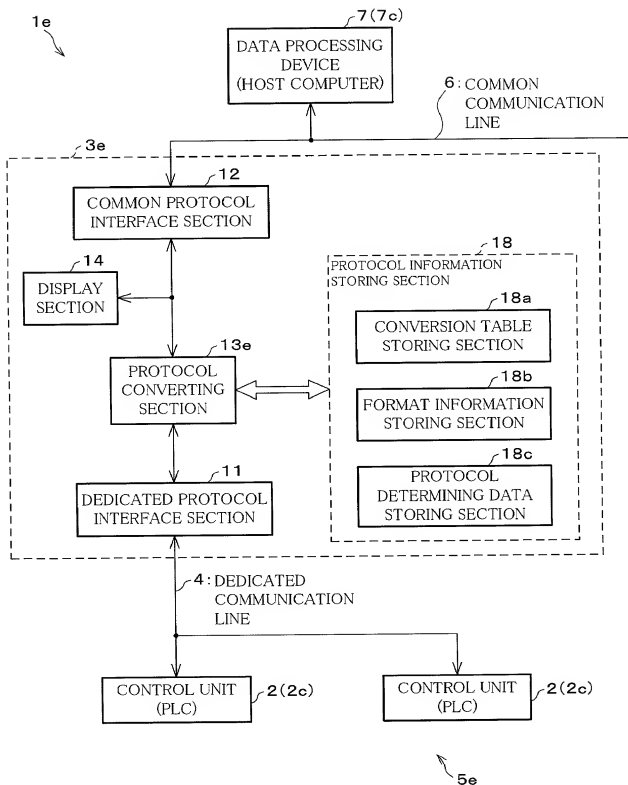 1e
7(7c)
DATA PROCESSING
DEVICE
(HOST COMPUTER)
6: COMMON
COMMUNICATION
LINE
3e
12
COMMON PROTOCOL
INTERFACE SECTION
14
DISPLAY
SECTION
18
PROTOCOL INFORMATION
STORING SECTION
18a
CONVERSION TABLE
STORING SECTION
13e
PROTOCOL
CONVERTING
SECTION
18b
FORMAT INFORMATION
STORING SECTION
18c
PROTOCOL
DETERMINING DATA
STORING SECTION
11
DEDICATED PROTOCOL
INTERFACE SECTION
4: DEDICATED
COMMUNICATION
LINE
CONTROL UNIT
(PLC)
2(2c)
CONTROL UNIT
(PLC)
2(2c)
5e